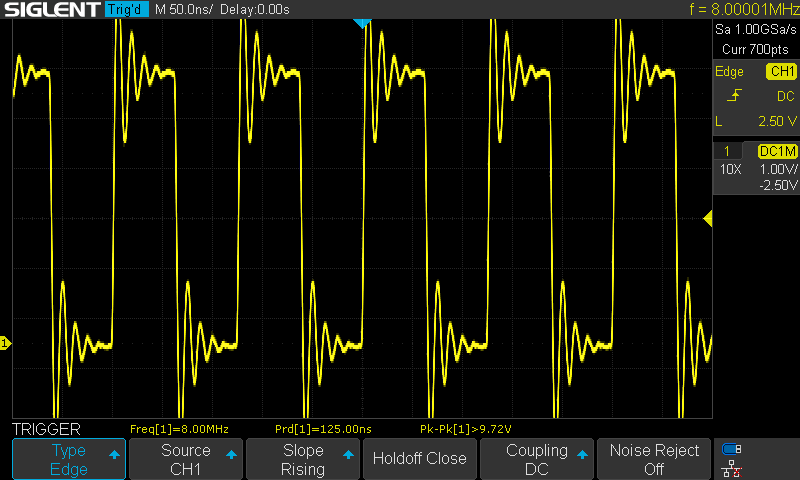 SIGLENT Trig'd M 50.0ns/ Delay:0.00s f = 8.00001MHz
Sa 1.00GSa/s
Curr 700pts
Edge CH1
DC
L 2.50 V
1 DC1M
10X 1.00V/
-2.50V
1
TRIGGER Freq[1]=8.00MHz Prd[1]=125.00ns Pk-Pk[1]>9.72V
Type Source Slope Holdoff Close Coupling Noise Reject
Edge CH1 Rising DC Off